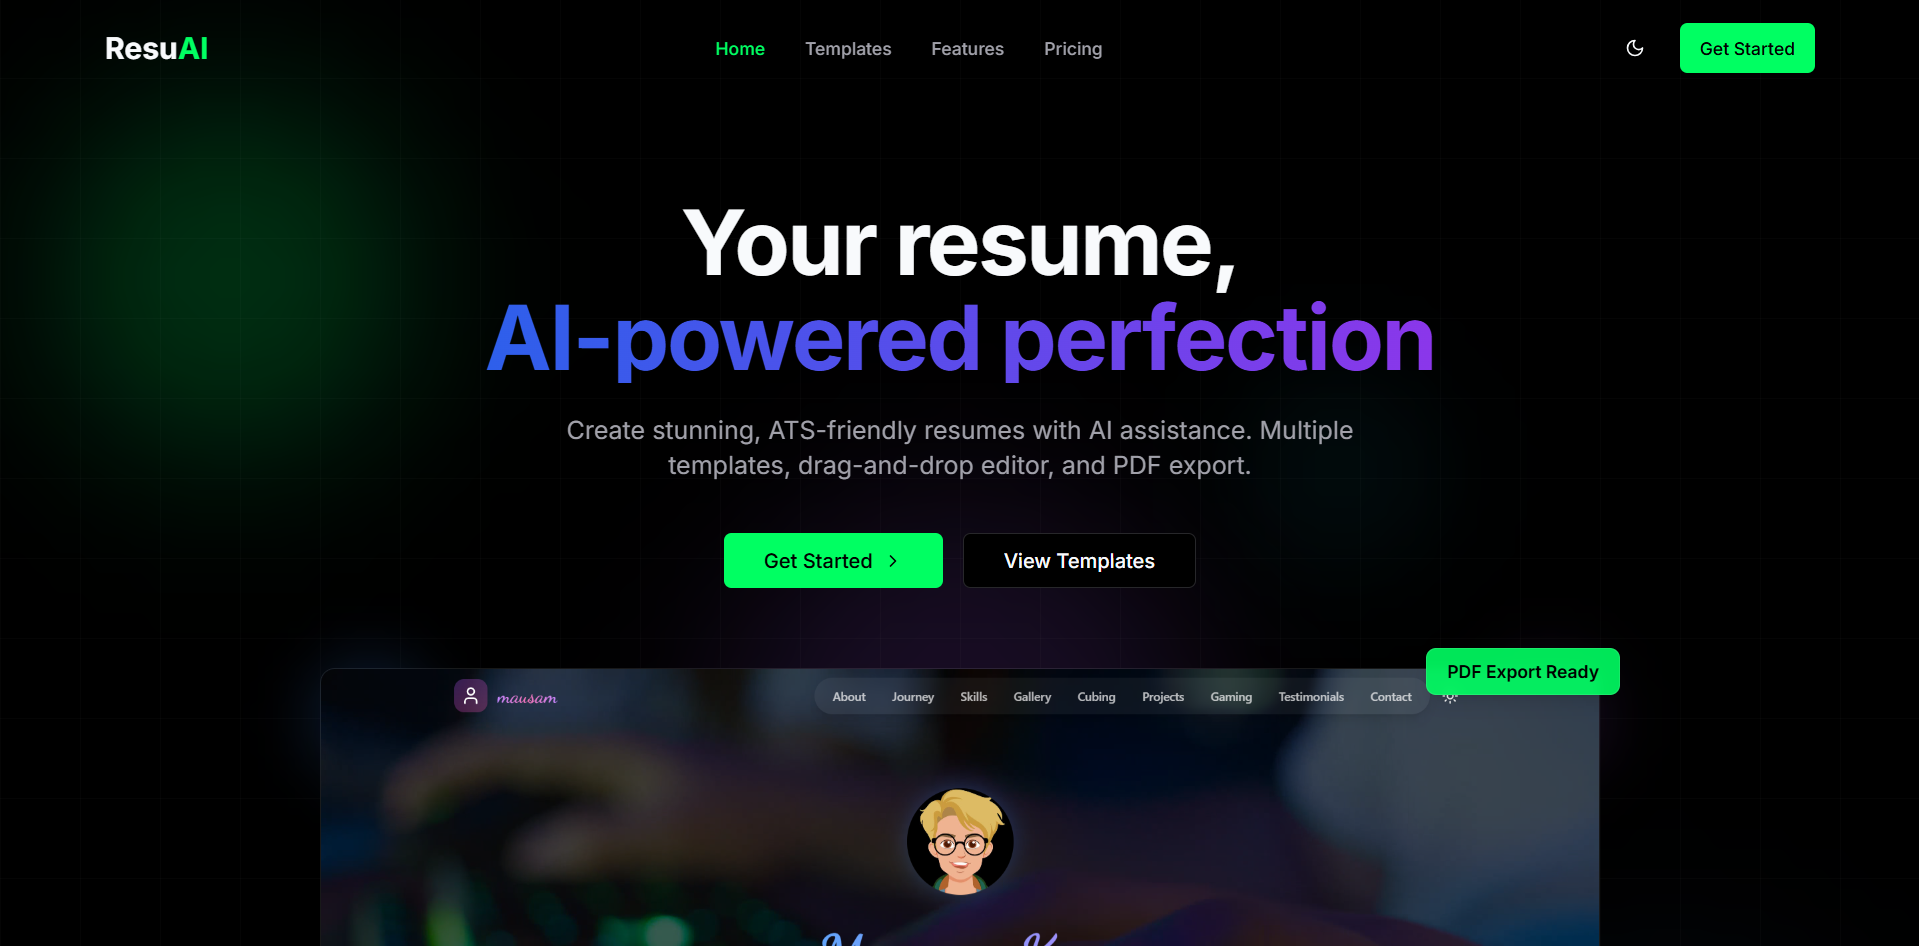 ResuAI
Home
Templates
Features
Pricing
Get Started
Your resume,
AI-powered perfection
Create stunning, ATS-friendly resumes with AI assistance. Multiple
templates, drag-and-drop editor, and PDF export.
Get Started
View Templates
PDF Export Ready
mausam
About
Journey
Skills
Gallery
Cubing
Projects
Gaming
Testimonials
Contact